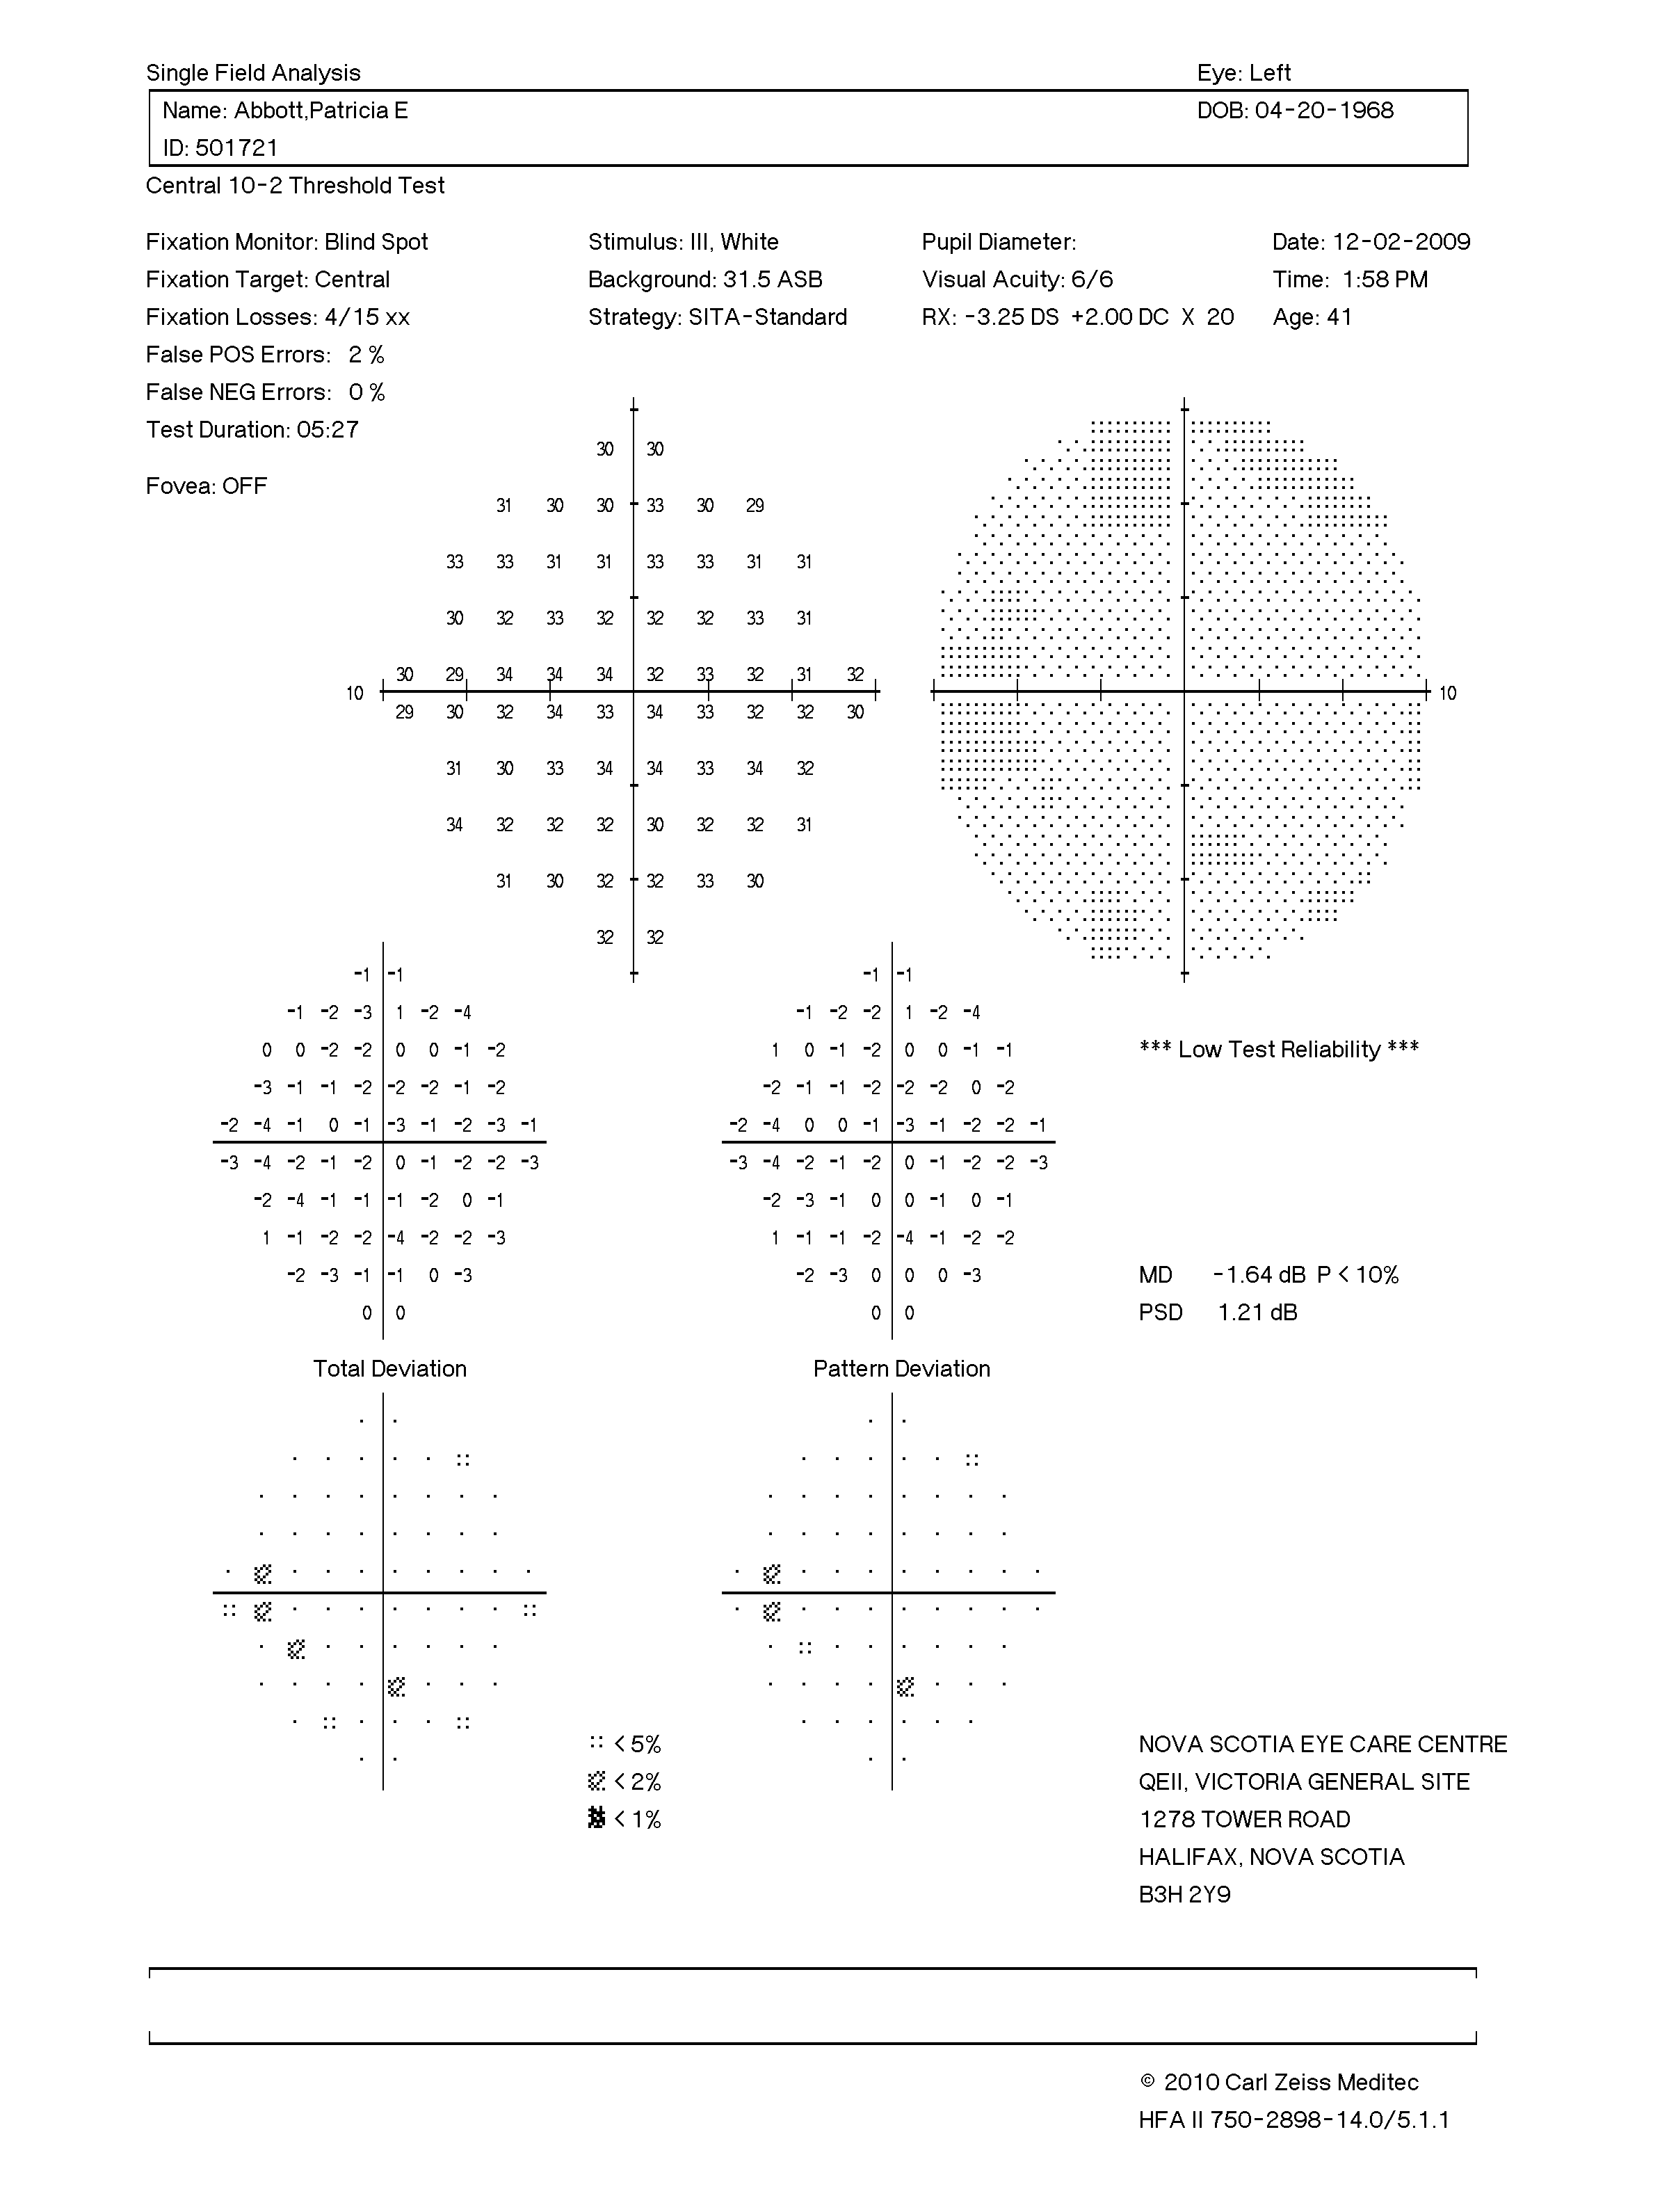 Single Field Analysis Eye: Left
Name: Abbott,Patricia E DOB: 04-20-1968
ID: 501721
Central 10-2 Threshold Test
Fixation Monitor: Blind Spot Stimulus: III, White Pupil Diameter: Date: 12-02-2009
Fixation Target: Central Background: 31.5 ASB Visual Acuity: 6/6 Time: 1:58 PM
Fixation Losses: 4/15 xx Strategy: SITA-Standard RX: -3.25 DS +2.00 DC X 20 Age: 41
False POS Errors: 2 %
False NEG Errors: 0 %
Test Duration: 05:27
Fovea: OFF
30 30
31 30 30 33 30 29
33 33 31 31 33 33 31 31
30 32 33 32 32 32 33 31
30 29 34 34 34 32 33 32 31 32
10 10
29 30 32 34 33 34 33 32 32 30
31 30 33 34 34 33 34 32
34 32 32 32 30 32 32 31
31 30 32 32 33 30
32 32
-1 -1 -1 -1
-1 -2 -3 1 -2 -4 -1 -2 -2 1 -2 -4
0 0 -2 -2 0 0 -1 -2 1 0 -1 -2 0 0 -1 -1 *** Low Test Reliability ***
-3 -1 -1 -2 -2 -2 -1 -2 -2 -1 -1 -2 -2 -2 0 -2
-2 -4 -1 0 -1 -3 -1 -2 -3 -1 -2 -4 0 0 -1 -3 -1 -2 -2 -1
-3 -4 -2 -1 -2 0 -1 -2 -2 -3 -3 -4 -2 -1 -2 0 -1 -2 -2 -3
-2 -4 -1 -1 -1 -2 0 -1 -2 -3 -1 0 0 -1 0 -1
1 -1 -2 -2 -4 -2 -2 -3 1 -1 -1 -2 -4 -1 -2 -2
-2 -3 -1 -1 0 -3 -2 -3 0 0 0 -3 MD -1.64 dB P < 10%
0 0 0 0 PSD 1.21 dB
Total Deviation Pattern Deviation
< 5% NOVA SCOTIA EYE CARE CENTRE
< 2% QEII, VICTORIA GENERAL SITE
< 1% 1278 TOWER ROAD
HALIFAX, NOVA SCOTIA
B3H 2Y9
© 2010 Carl Zeiss Meditec
HFA II 750-2898-14.0/5.1.1